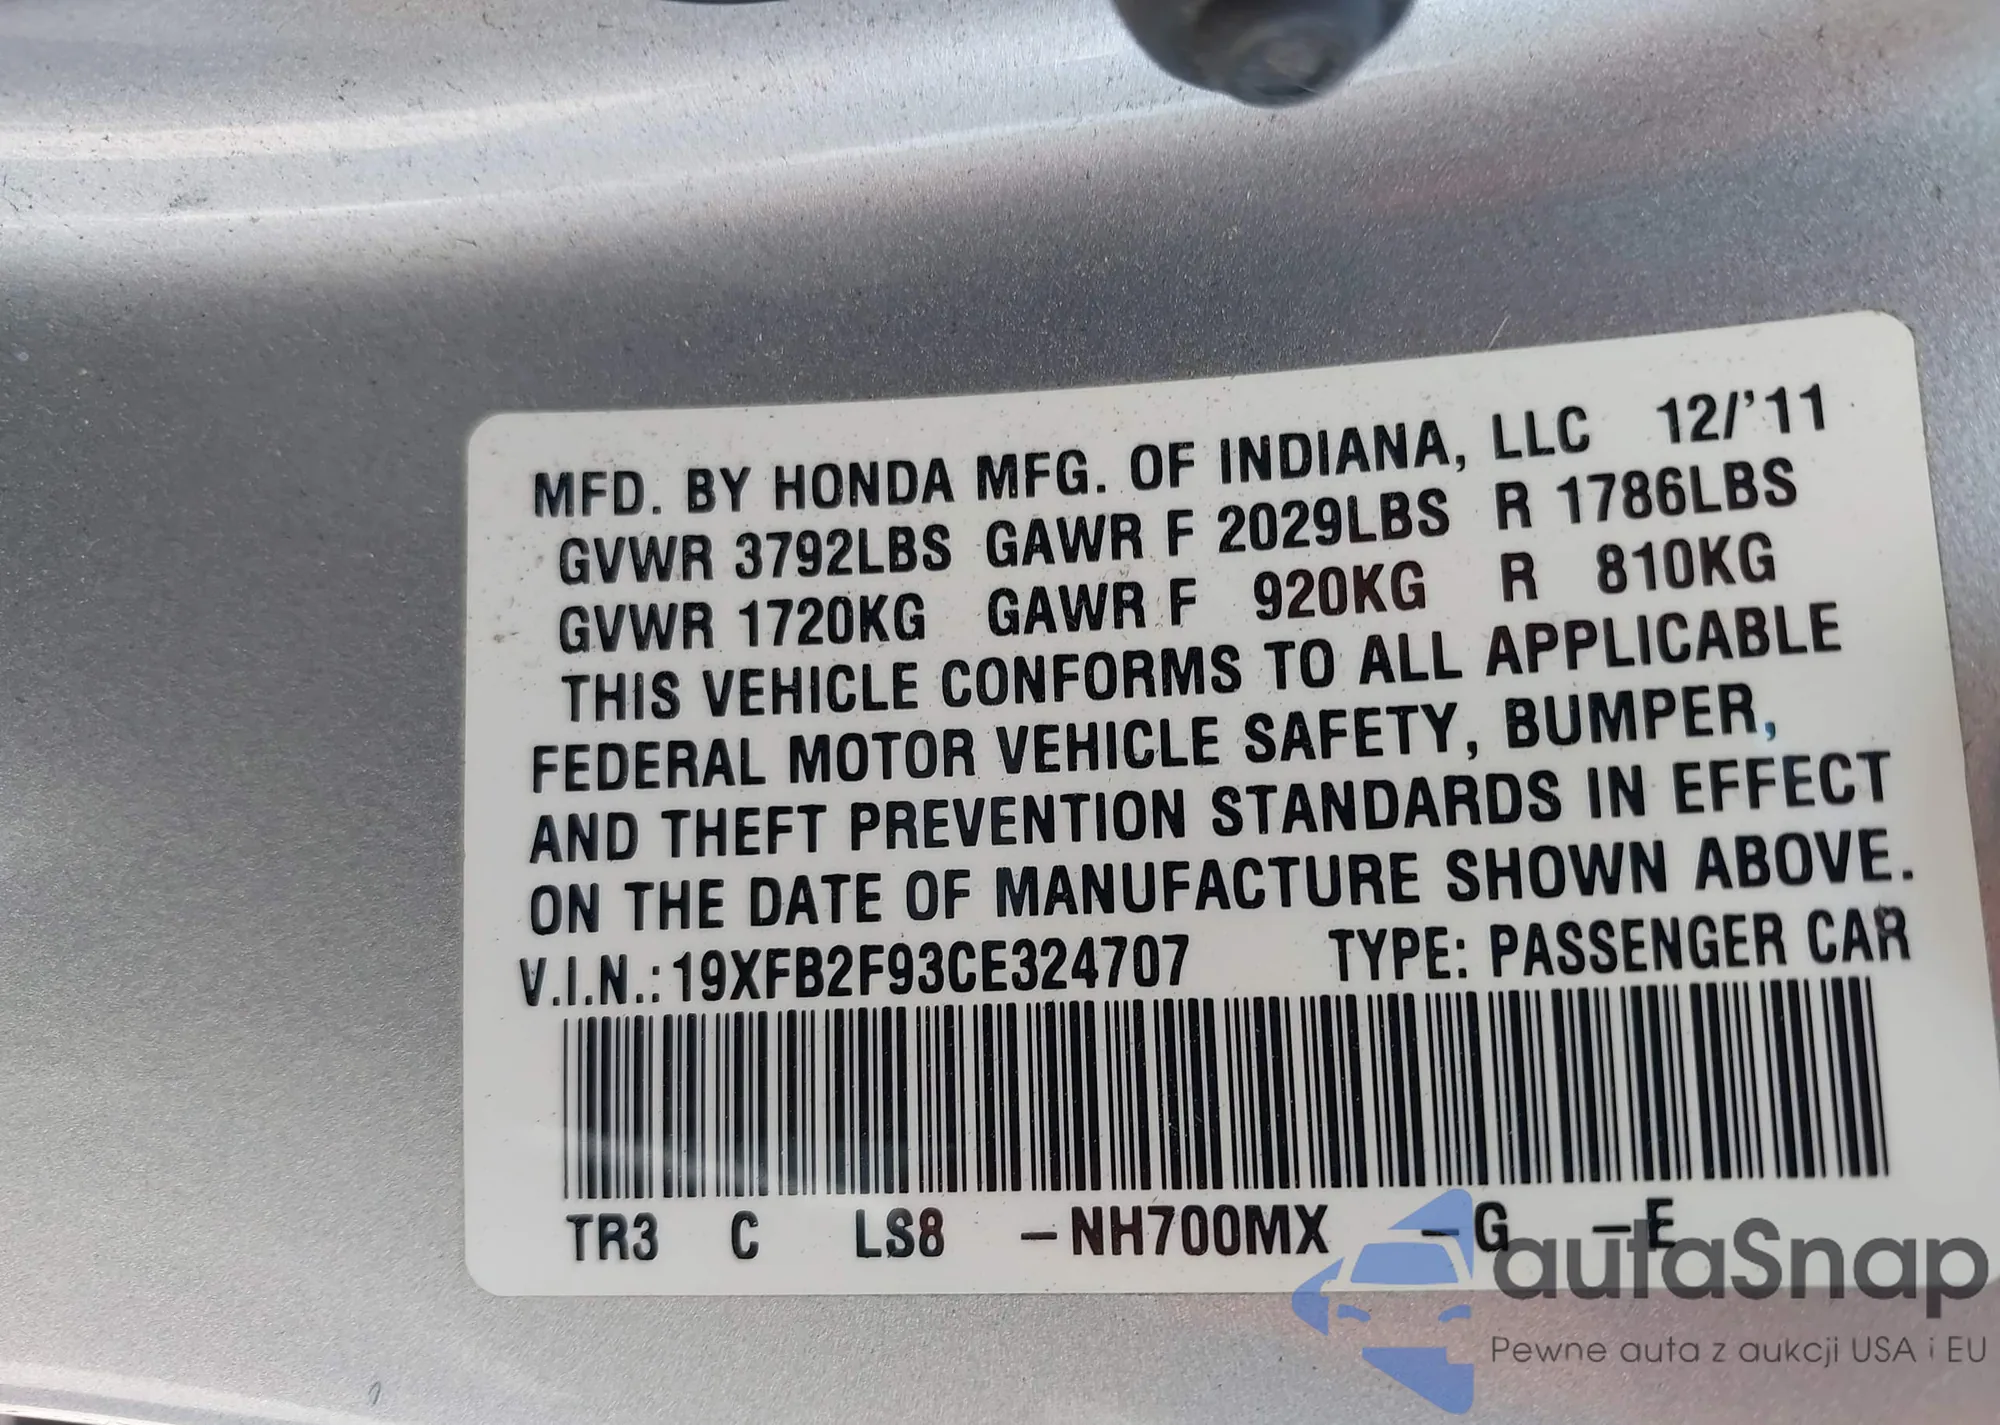 MFD. BY HONDA MFG. OF INDIANA, LLC 12/'11
GVWR 3792LBS GAWR F 2029LBS R 1786LBS
GVWR 1720KG GAWR F 920KG R 810KG
THIS VEHICLE CONFORMS TO ALL APPLICABLE
FEDERAL MOTOR VEHICLE SAFETY, BUMPER,
AND THEFT PREVENTION STANDARDS IN EFFECT
ON THE DATE OF MANUFACTURE SHOWN ABOVE.
V.I.N.: 19XFB2F93CE324707 TYPE: PASSENGER CAR
TR3 C LS8 -NH700MX -G -E
autaSnap
Pewne auta z aukcji USA i EU